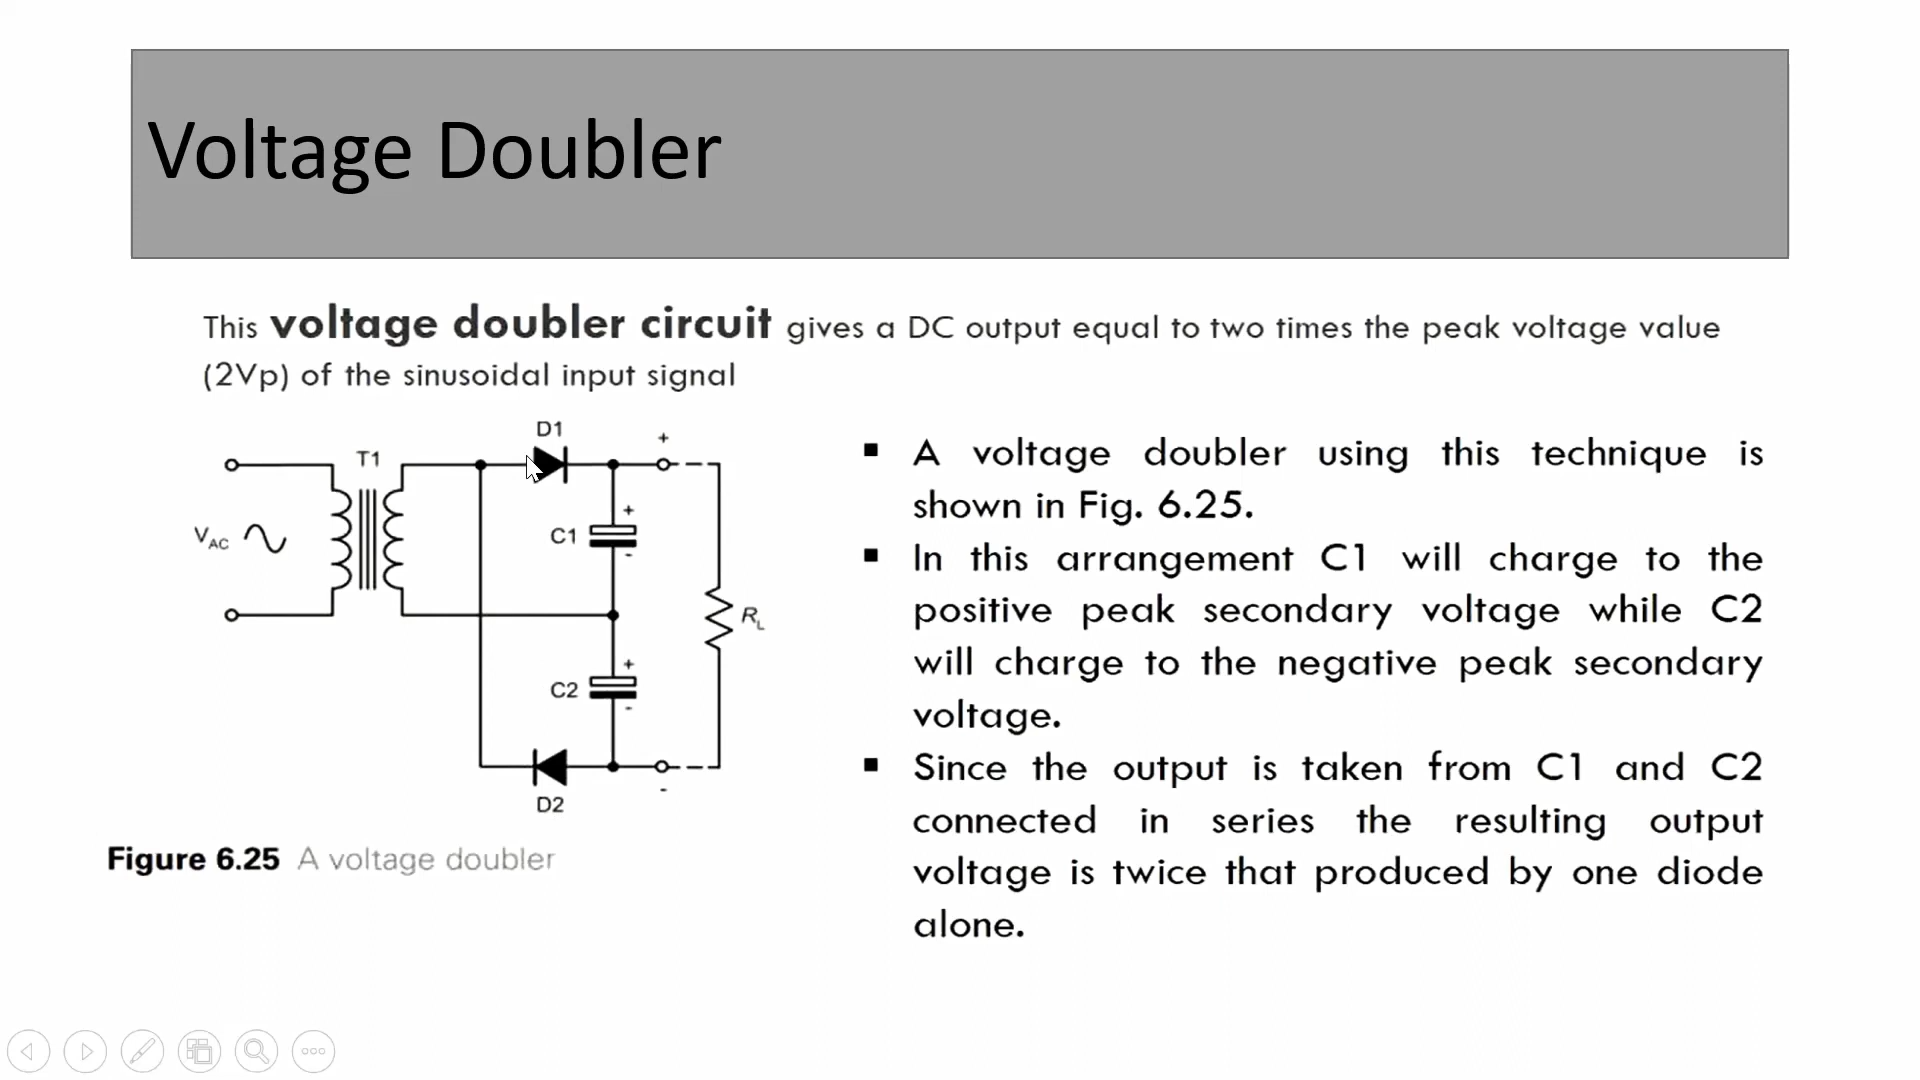 Voltage Doubler
This voltage doubler circuit gives a DC output equal to two times the peak voltage value
(2Vp) of the sinusoidal input signal
D1
+
T1
+
C1
-
VAC
RL
+
C2
-
D2
-
Figure 6.25 A voltage doubler
▪ A voltage doubler using this technique is
shown in Fig. 6.25.
▪ In this arrangement C1 will charge to the
positive peak secondary voltage while C2
will charge to the negative peak secondary
voltage.
▪ Since the output is taken from C1 and C2
connected in series the resulting output
voltage is twice that produced by one diode
alone.